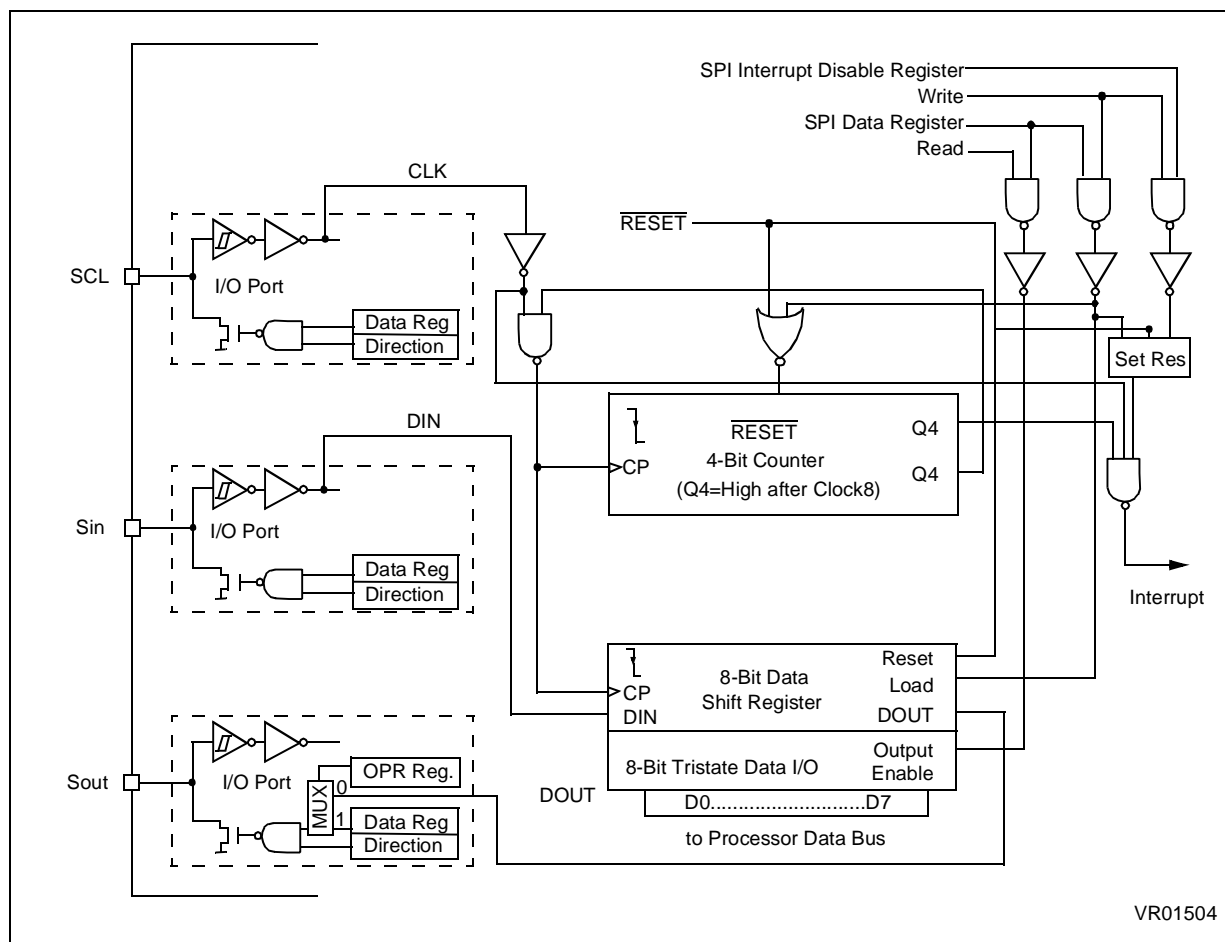 SPI Interrupt Disable Register
Write
SPI Data Register
Read
CLK
RESET
SCL
I/O Port
Data Reg
Direction
Set Res
DIN
RESET
Q4
CP
4-Bit Counter
Q4
(Q4=High after Clock8)
Sin
I/O Port
Data Reg
Direction
Interrupt
Reset
8-Bit Data
Load
CP
Shift Register
DIN
DOUT
Sout
I/O Port
OPR Reg.
MUX
0
1
Data Reg
Direction
Output
8-Bit Tristate Data I/O
Enable
DOUT
D0...........................D7
to Processor Data Bus
VR01504